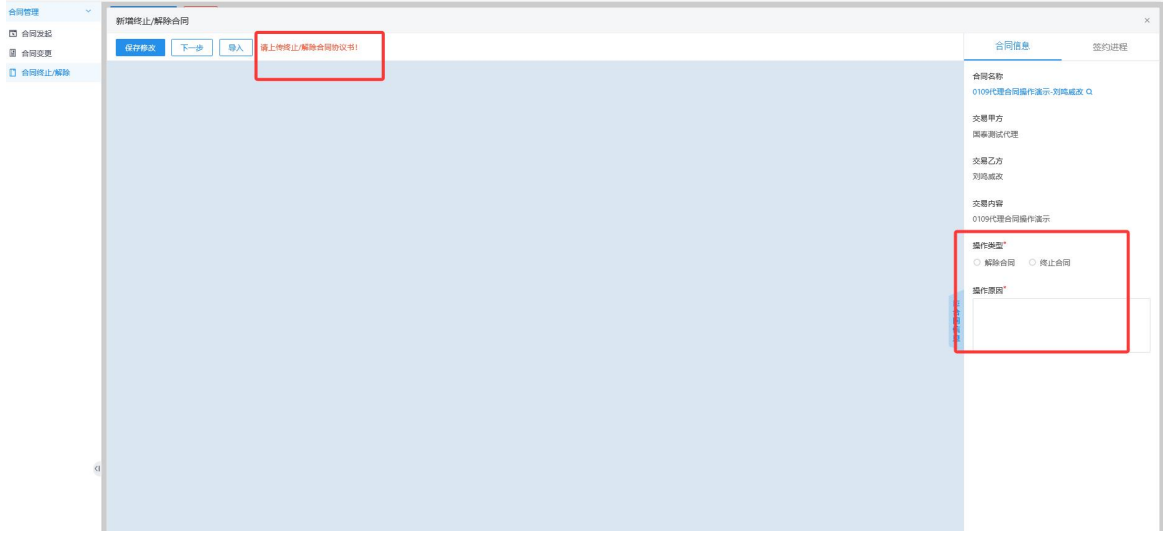 合同管理
合同发起
合同变更
合同终止/解除
新增终止/解除合同
×
保存修改
下一步
导入
请上传终止/解除合同协议书!
合同信息
签约进程
合同名称
0109代理合同操作演示-刘鸣威改
交易甲方
国泰测试代理
交易乙方
刘鸣威改
交易内容
0109代理合同操作演示
操作类型*
解除合同
终止合同
操作原因*